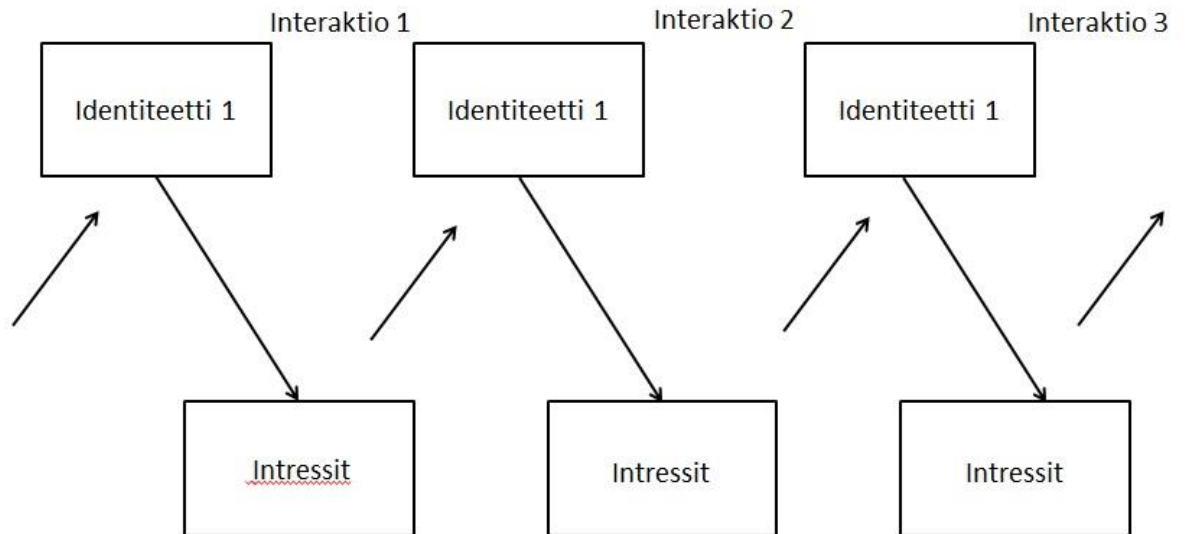 Interaktio 1
Interaktio 2
Interaktio 3
Identiteetti 1
Identiteetti 1
Identiteetti 1
Intressit
Intressit
Intressit